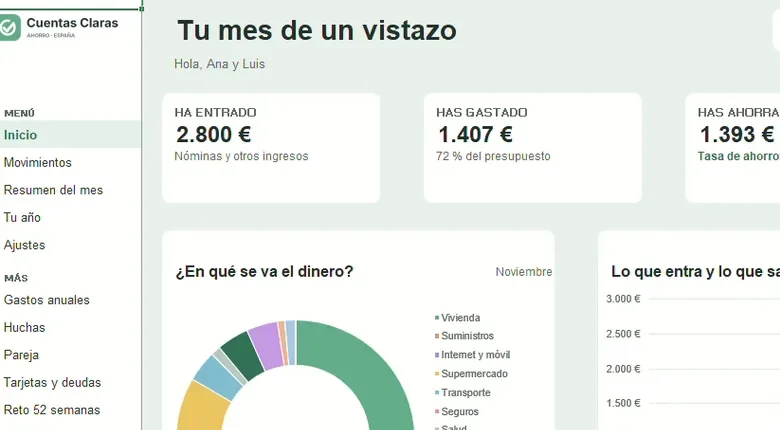 Cuentas Claras
AHORRO · ESPAÑA
MENÚ
Inicio
Movimientos
Resumen del mes
Tu año
Ajustes
MÁS
Gastos anuales
Huchas
Pareja
Tarjetas y deudas
Reto 52 semanas
Tu mes de un vistazo
Hola, Ana y Luis
HA ENTRADO
2.800 €
Nóminas y otros ingresos
HAS GASTADO
1.407 €
72 % del presupuesto
HAS AHORRA
1.393 €
Tasa de ahorro
¿En qué se va el dinero?
Noviembre
Vivienda
Suministros
Internet y móvil
Supermercado
Transporte
Seguros
Salud
Lo que entra y lo que sa
3.000 €
2.500 €
2.000 €
1.500 €